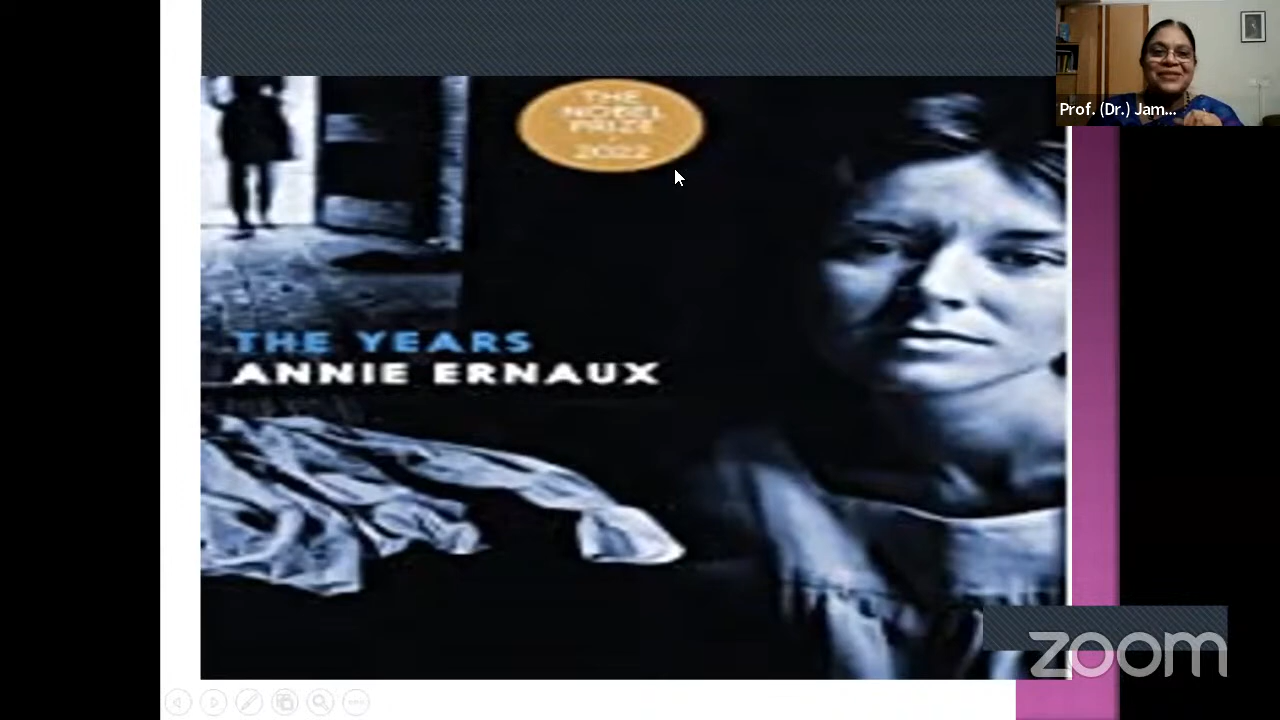 THE
NOBEL
PRIZE
2022
Prof. (Dr.) Jam...
THE YEARS
ANNIE ERNAUX
zoom